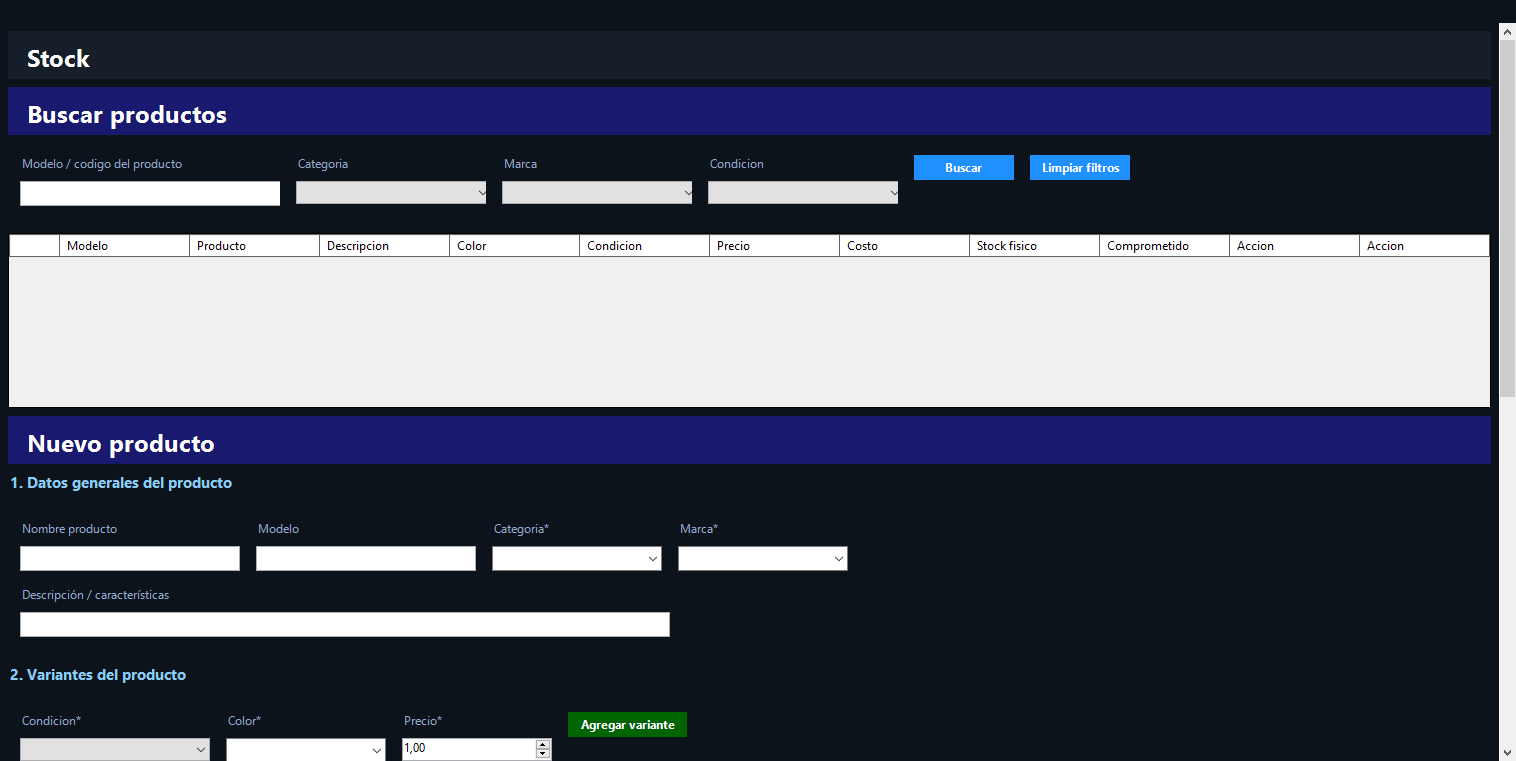 Stock
Buscar productos
Modelo / codigo del producto Categoria Marca Condicion Buscar Limpiar filtros
Modelo Producto Descripcion Color Condicion Precio Costo Stock fisico Comprometido Accion Accion
Nuevo producto
1. Datos generales del producto
Nombre producto Modelo Categoria* Marca*
Descripción / características
2. Variantes del producto
Condicion* Color* Precio* Agregar variante
1,00